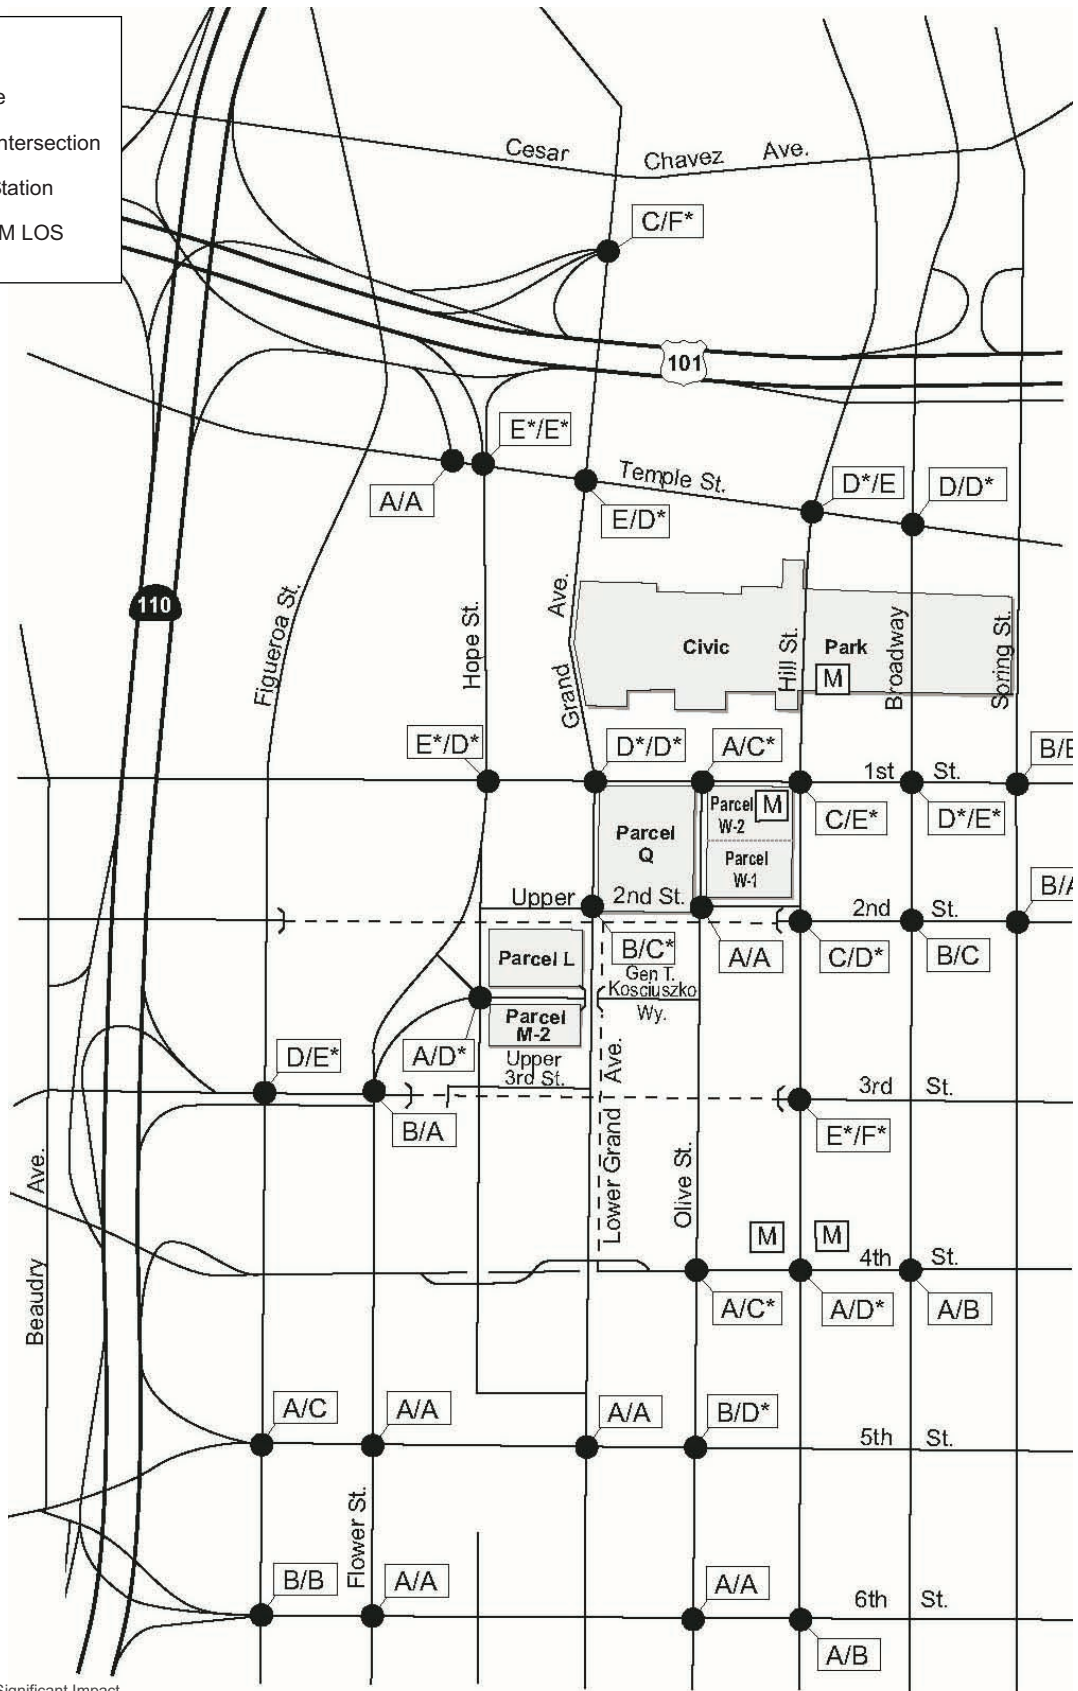 e
ntersection
Station
M LOS
Cesar Chavez Ave.
C/F*
101
E*/E*
A/A
Temple St.
E/D*
D*/E
D/D*
110
Figueroa St.
Hope St.
Grand Ave.
Civic Park
Hill St.
M
Broadway
Spring St.
E*/D*
D*/D*
A/C*
1st St.
B/E
Parcel
W-2
M
C/E*
D*/E*
Parcel
Q
Parcel
W-1
Upper 2nd St.
2nd St.
B/A
B/C*
A/A
C/D*
B/C
Parcel L
Gen T.
Kosciuszko
Wy.
Parcel
M-2
D/E*
A/D*
Upper
3rd St.
3rd St.
B/A
E*/F*
Lower Grand Ave.
Olive St.
Beaudry Ave.
M
M
4th St.
A/C*
A/D*
A/B
A/C
A/A
A/A
B/D*
5th St.
Flower St.
B/B
A/A
A/A
6th St.
A/B
Significant Impact